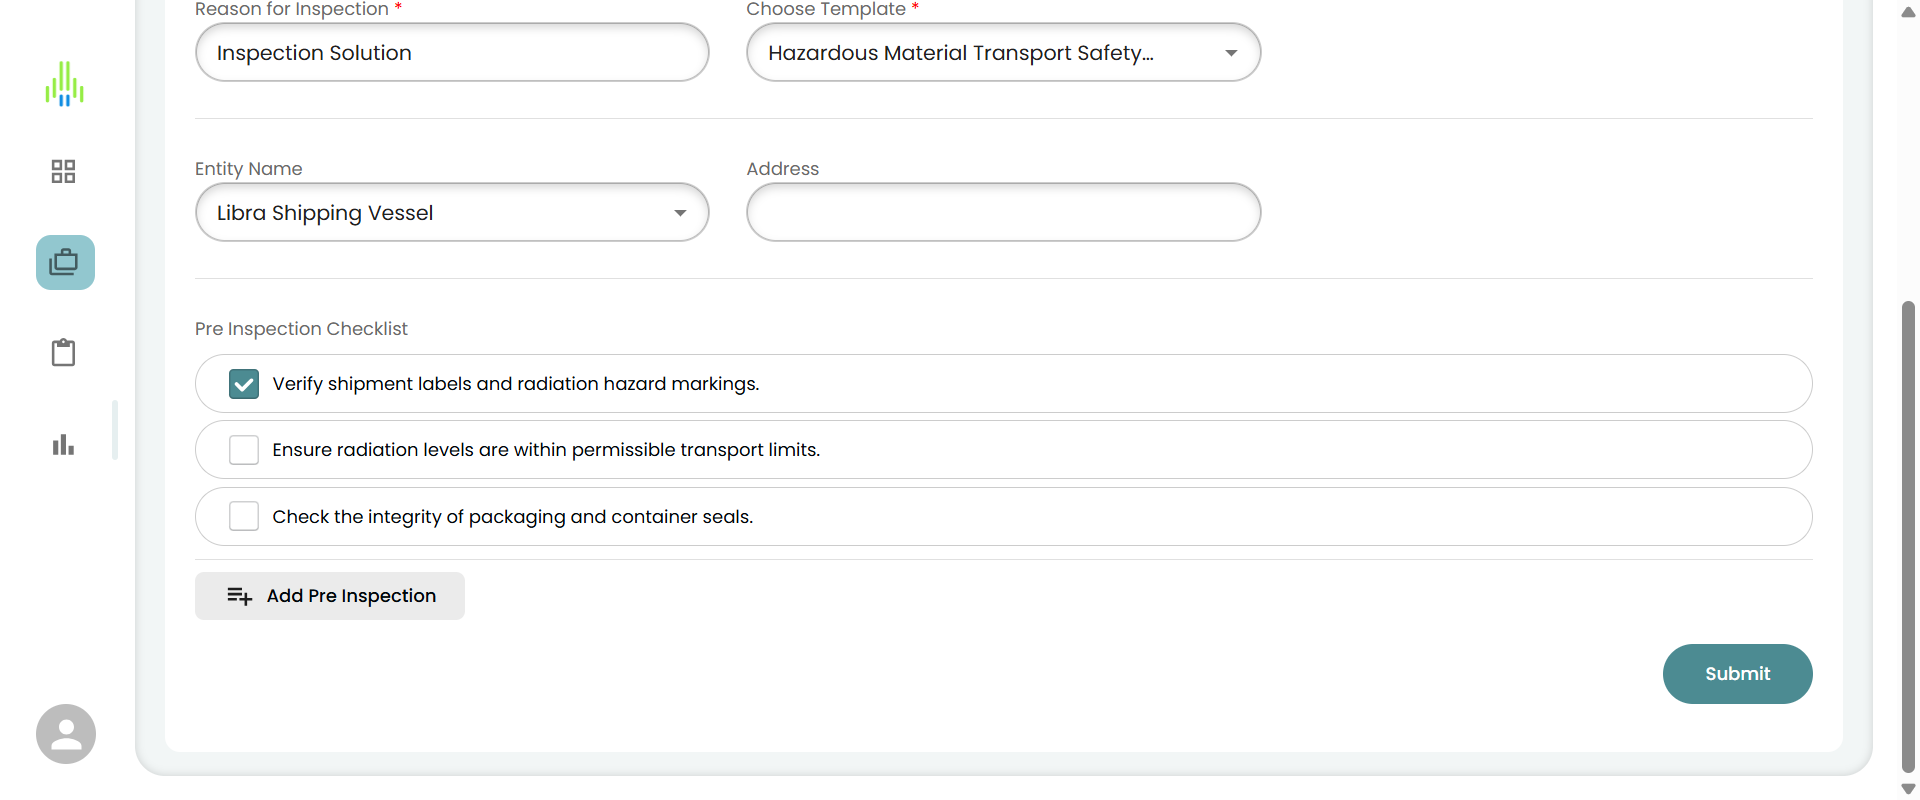 Reason for Inspection *
Choose Template *
Inspection Solution
Hazardous Material Transport Safety...
Entity Name
Address
Libra Shipping Vessel
Pre Inspection Checklist
Verify shipment labels and radiation hazard markings.
Ensure radiation levels are within permissible transport limits.
Check the integrity of packaging and container seals.
Add Pre Inspection
Submit